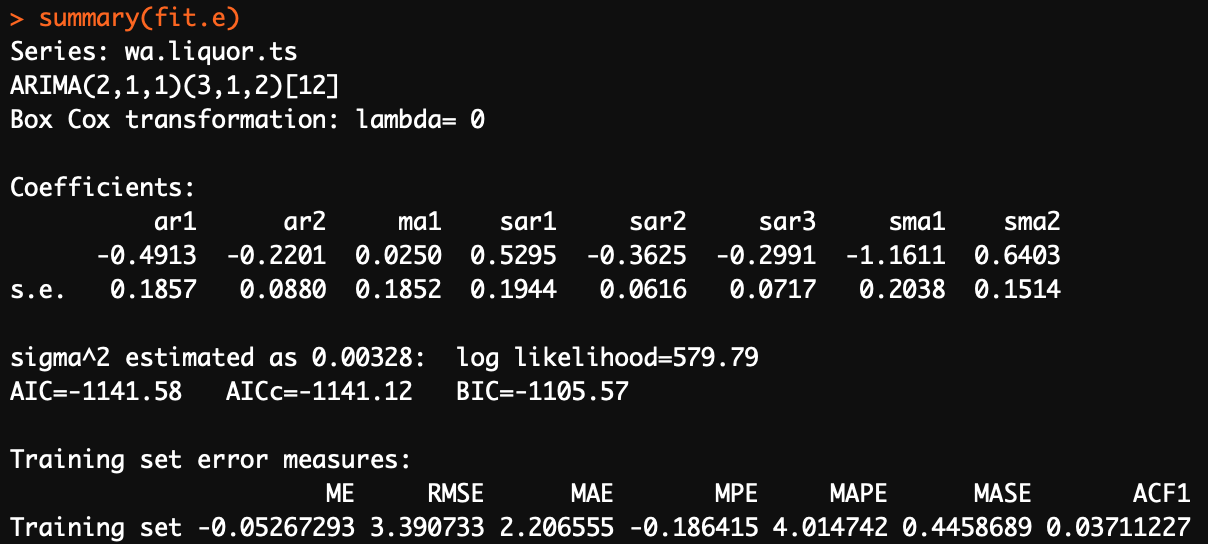 > summary(fit.e)
Series: wa.liquor.ts
ARIMA(2,1,1)(3,1,2)[12]
Box Cox transformation: lambda= 0
Coefficients:
ar1 ar2 ma1 sar1 sar2 sar3 sma1 sma2
-0.4913 -0.2201 0.0250 0.5295 -0.3625 -0.2991 -1.1611 0.6403
s.e. 0.1857 0.0880 0.1852 0.1944 0.0616 0.0717 0.2038 0.1514
sigma^2 estimated as 0.00328: log likelihood=579.79
AIC=-1141.58 AICc=-1141.12 BIC=-1105.57
Training set error measures:
ME RMSE MAE MPE MAPE MASE ACF1
Training set -0.05267293 3.390733 2.206555 -0.186415 4.014742 0.4458689 0.03711227